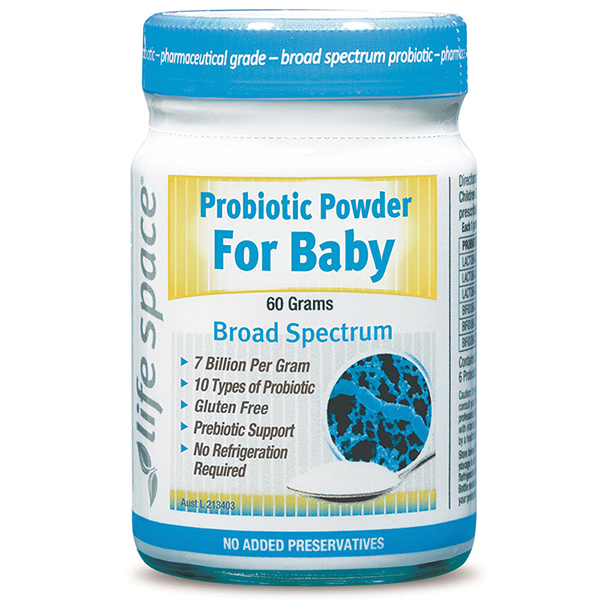 – pharmaceutical grade – broad spectrum probiotic –
life space®
Probiotic Powder
For Baby
60 Grams
Broad Spectrum
7 Billion Per Gram
10 Types of Probiotic
Gluten Free
Prebiotic Support
No Refrigeration
Required
Aust L 213403
NO ADDED PRESERVATIVES